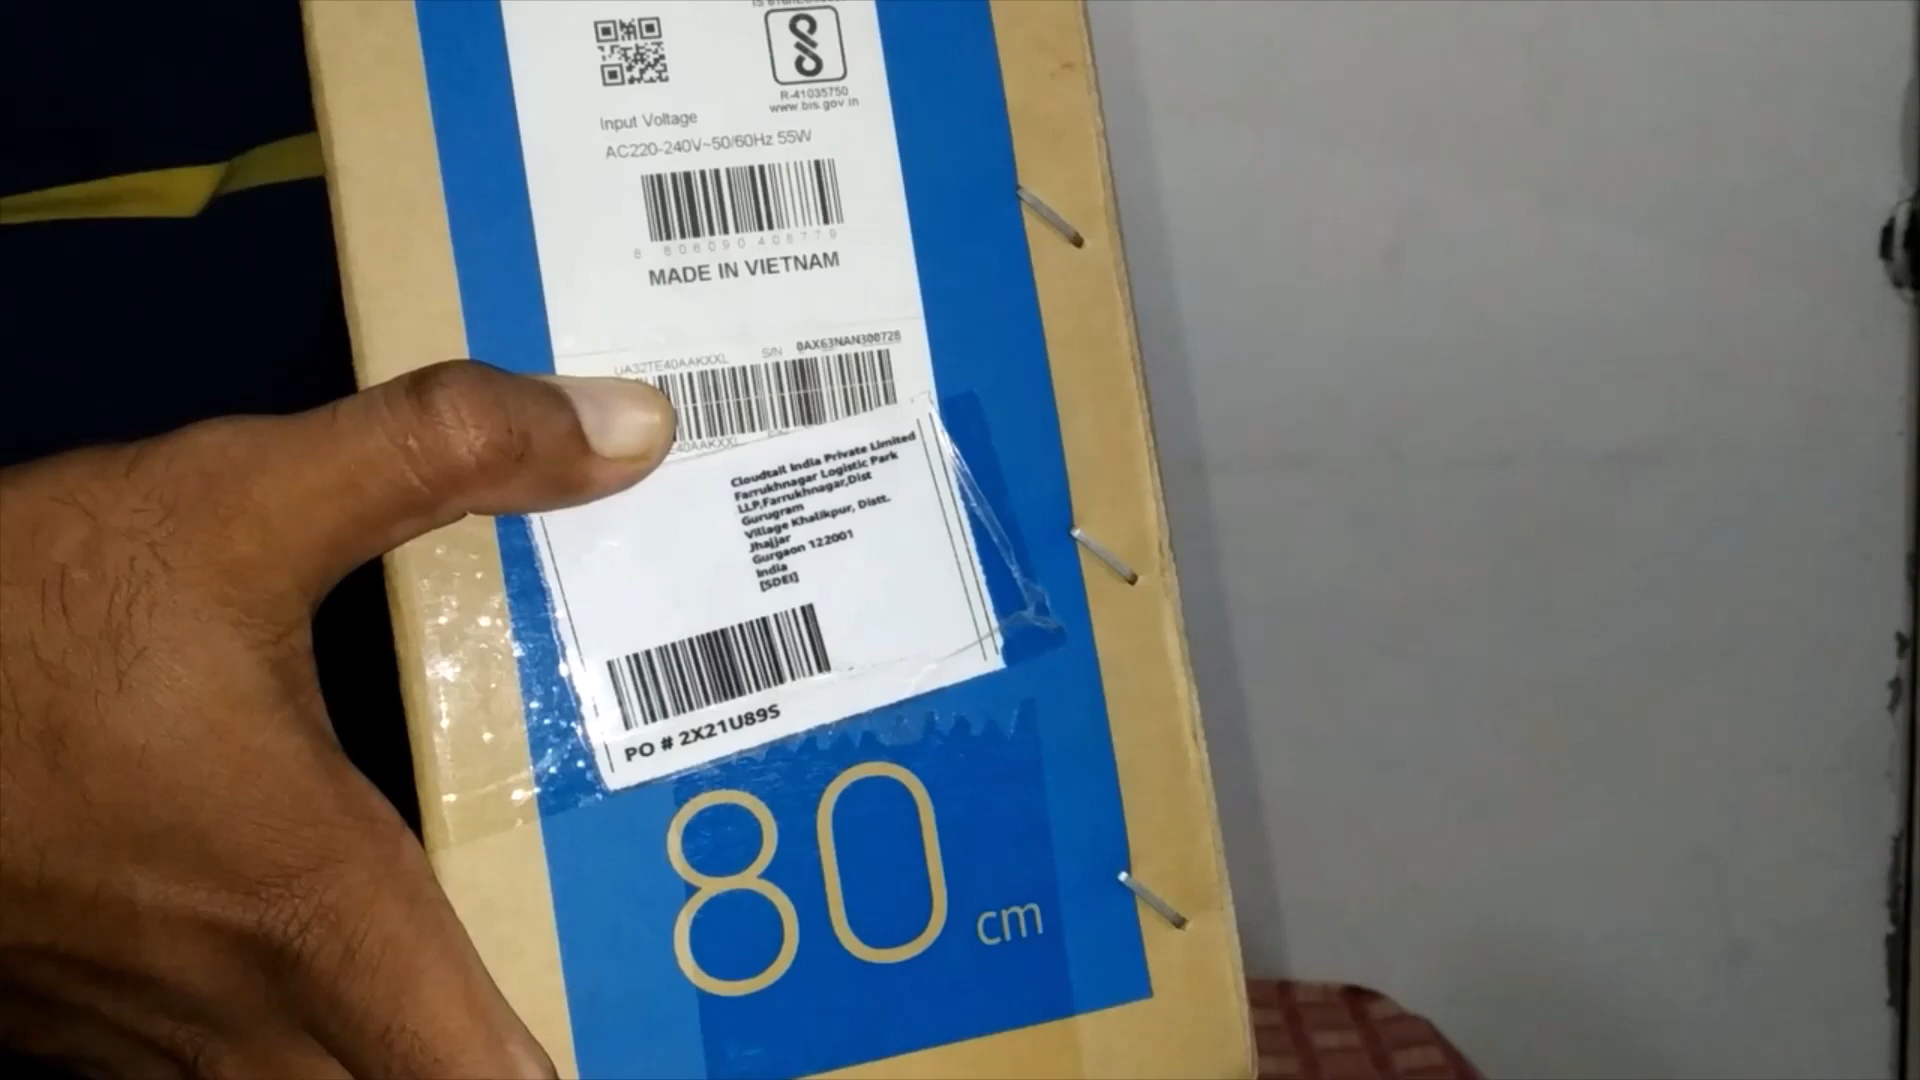 R-41035750
www.bis.gov.in
Input Voltage
AC220-240V~50/60Hz 55W
8 806090 408779
MADE IN VIETNAM
UA32TE40AAKXXL S/N 0AX63NAN300728
E40AAKXXL
Cloudtail India Private Limited
Farrukhnagar Logistic Park
LLP,Farrukhnagar,Dist
Gurugram
Village Khalikpur, Distt.
Jhajjar
Gurgaon 122001
India
[SDEI]
PO # 2X21U89S
80 cm